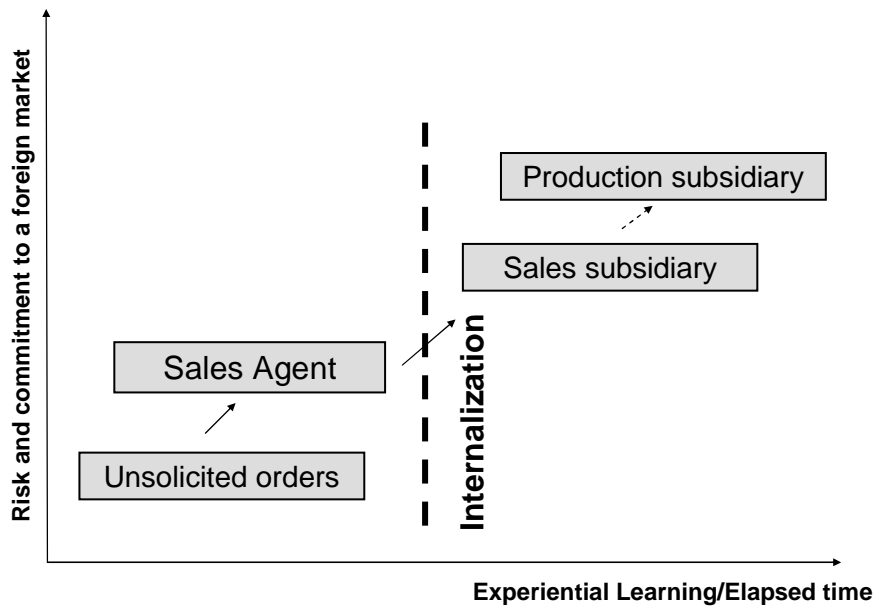 Risk and commitment to a foreign market
Production subsidiary
Sales subsidiary
Sales Agent
Unsolicited orders
Internalization
Experiential Learning/Elapsed time